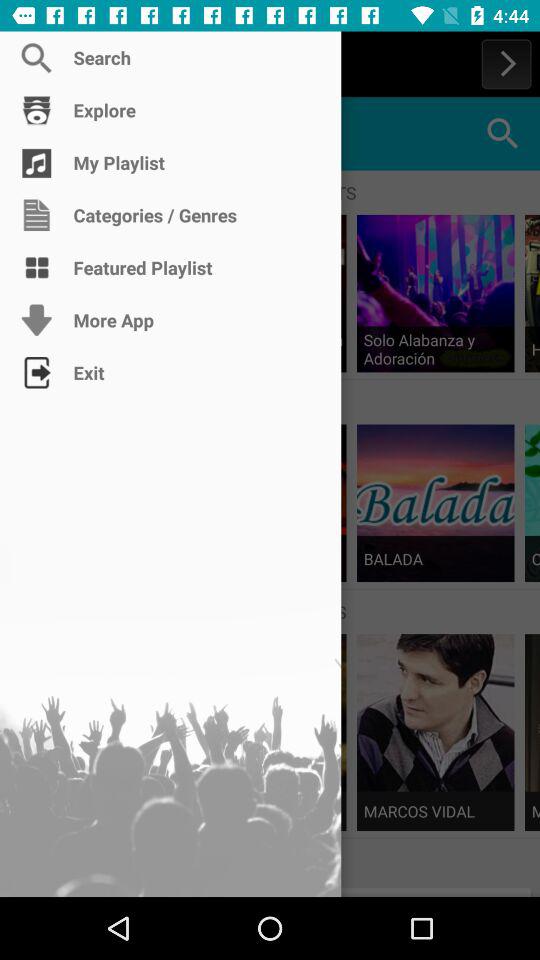 4:44
Search
Explore
My Playlist
Categories / Genres
Featured Playlist
More App
Exit
Solo Alabanza y
Adoración
Balada
BALADA
MARCOS VIDAL